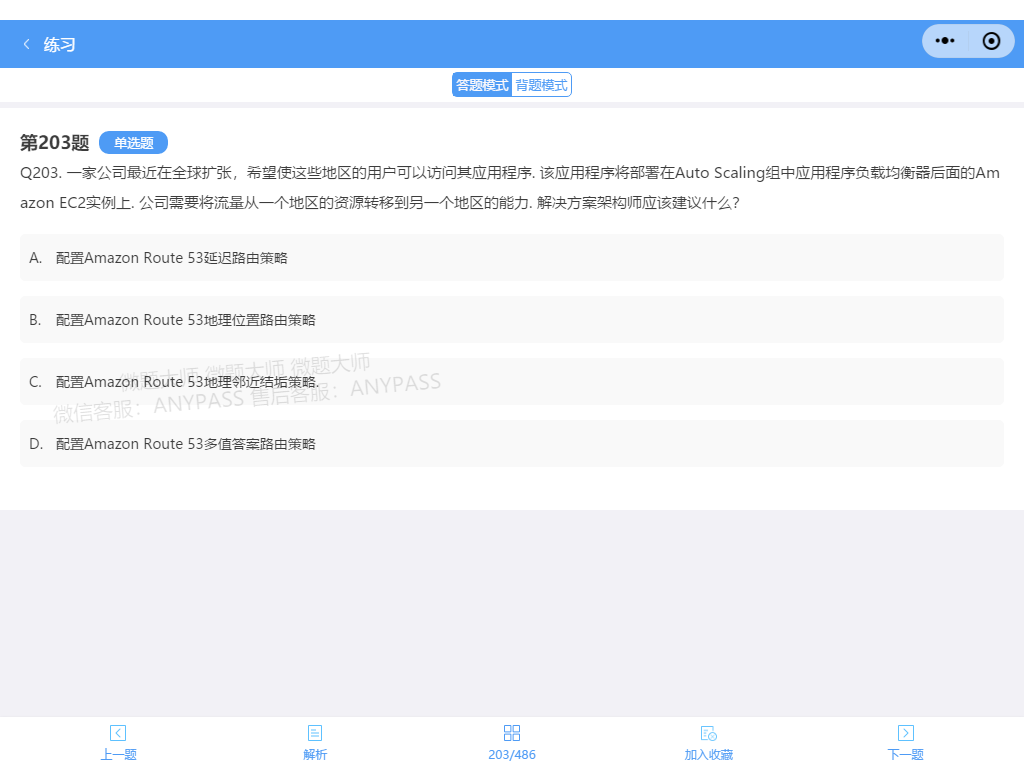 练习
答题模式 背题模式
第203题 单选题
Q203. 一家公司最近在全球扩张，希望使这些地区的用户可以访问其应用程序. 该应用程序将部署在Auto Scaling组中应用程序负载均衡器后面的Am
azon EC2实例上. 公司需要将流量从一个地区的资源转移到另一个地区的能力. 解决方案架构师应该建议什么？
A. 配置Amazon Route 53延迟路由策略
B. 配置Amazon Route 53地理位置路由策略
微题大师 微题大师 微题大师
C. 配置Amazon Route 53地理邻近结垢策略.
微信客服：ANYPASS 售后客服：ANYPASS
D. 配置Amazon Route 53多值答案路由策略
上一题 解析 203/486 加入收藏 下一题